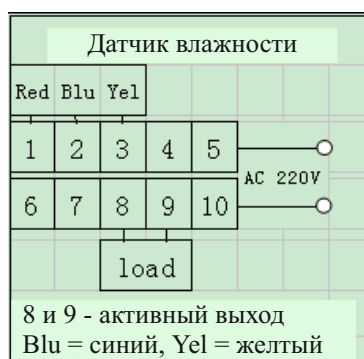 Датчик влажности
Red Blu Yel
1 2 3 4 5
AC 220V
6 7 8 9 10
load
8 и 9 - активный выход
Blu = синий, Yel = желтый